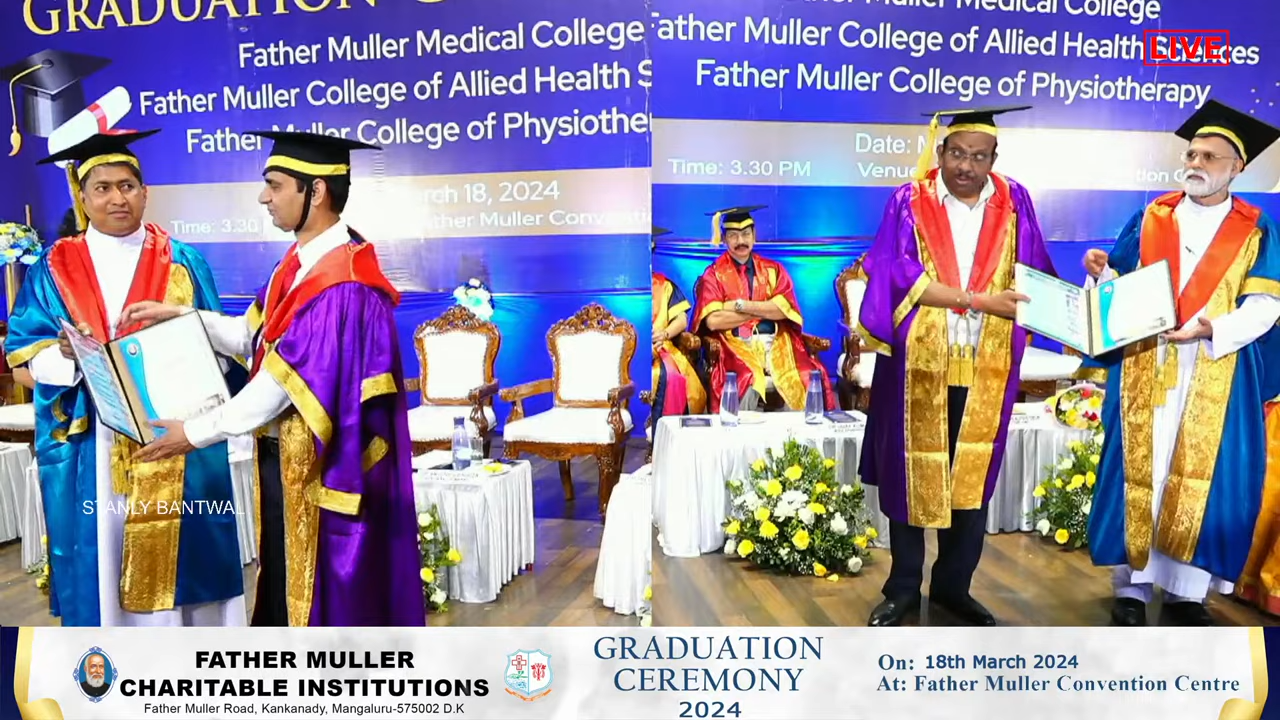 GRADUATION
Father Muller Medical College
Father Muller College of Allied Health S
Father Muller College of Physiothe
March 18, 2024
Time: 3.30
Father Muller Conventi
Muller Medical College
Father Muller College of Allied Health Sciences
Father Muller College of Physiotherapy
Date:
Time: 3.30 PM
Venue
LIVE
STANLY BANTWAL
FATHER MULLER
CHARITABLE INSTITUTIONS
Father Muller Road, Kankanady, Mangaluru-575002 D.K
GRADUATION
CEREMONY
2024
On: 18th March 2024
At: Father Muller Convention Centre